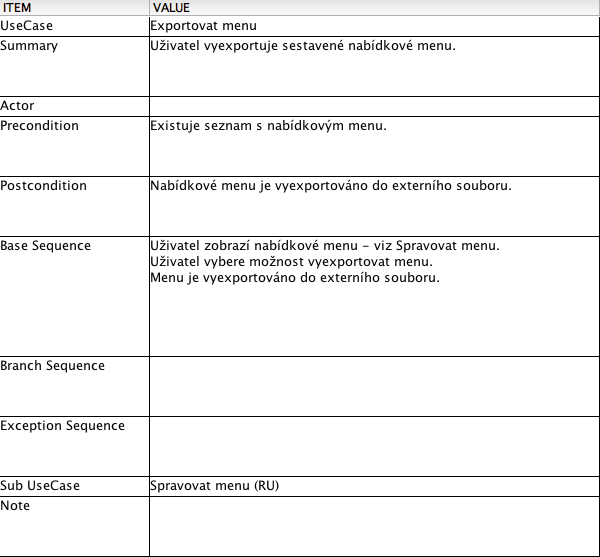 ITEM VALUE
UseCase Exportovat menu
Summary Uživatel vyexportuje sestavené nabídkové menu.
Actor
Precondition Existuje seznam s nabídkovým menu.
Postcondition Nabídkové menu je vyexportováno do externího souboru.
Base Sequence Uživatel zobrazí nabídkové menu – viz Spravovat menu.
Uživatel vybere možnost vyexportovat menu.
Menu je vyexportováno do externího souboru.
Branch Sequence
Exception Sequence
Sub UseCase Spravovat menu (RU)
Note